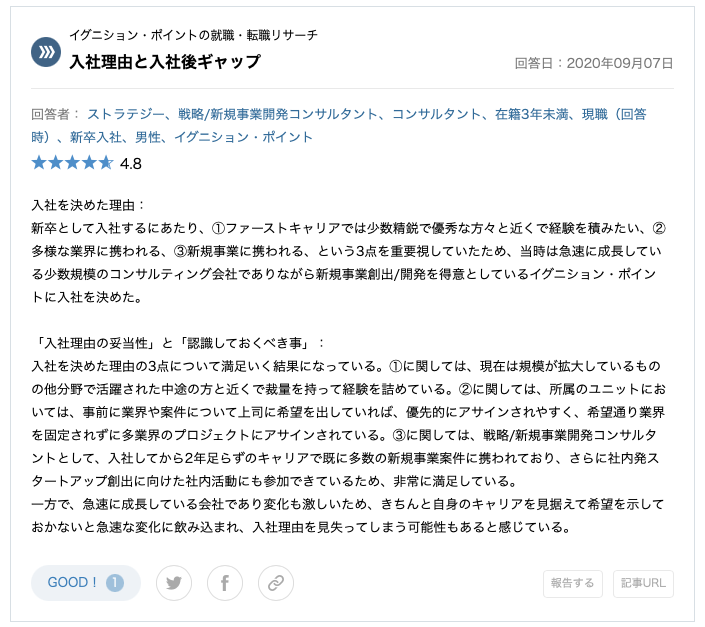 イグニション・ポイントの就職・転職リサーチ
入社理由と入社後ギャップ
回答日：2020年09月07日
回答者： ストラテジー、戦略/新規事業開発コンサルタント、コンサルタント、在籍3年未満、現職（回答
時）、新卒入社、男性、イグニション・ポイント
4.8
入社を決めた理由：
新卒として入社するにあたり、①ファーストキャリアでは少数精鋭で優秀な方々と近くで経験を積みたい、②
多様な業界に携われる、③新規事業に携われる、という3点を重要視していたため、当時は急速に成長してい
る少数規模のコンサルティング会社でありながら新規事業創出/開発を得意としているイグニション・ポイン
トに入社を決めた。
「入社理由の妥当性」と「認識しておくべき事」：
入社を決めた理由の3点について満足いく結果になっている。①に関しては、現在は規模が拡大しているもの
の他分野で活躍された中途の方と近くで裁量を持って経験を詰めている。②に関しては、所属のユニットにお
いては、事前に業界や案件について上司に希望を出していれば、優先的にアサインされやすく、希望通り業界
を固定されずに多業界のプロジェクトにアサインされている。③に関しては、戦略/新規事業開発コンサルタ
ントとして、入社してから2年足らずのキャリアで既に多数の新規事業案件に携われており、さらに社内発ス
タートアップ創出に向けた社内活動にも参加できているため、非常に満足している。
一方で、急速に成長している会社であり変化も激しいため、きちんと自身のキャリアを見据えて希望を示して
おかないと急速な変化に飲み込まれ、入社理由を見失ってしまう可能性もあると感じている。
GOOD！ 1
報告する
記事URL